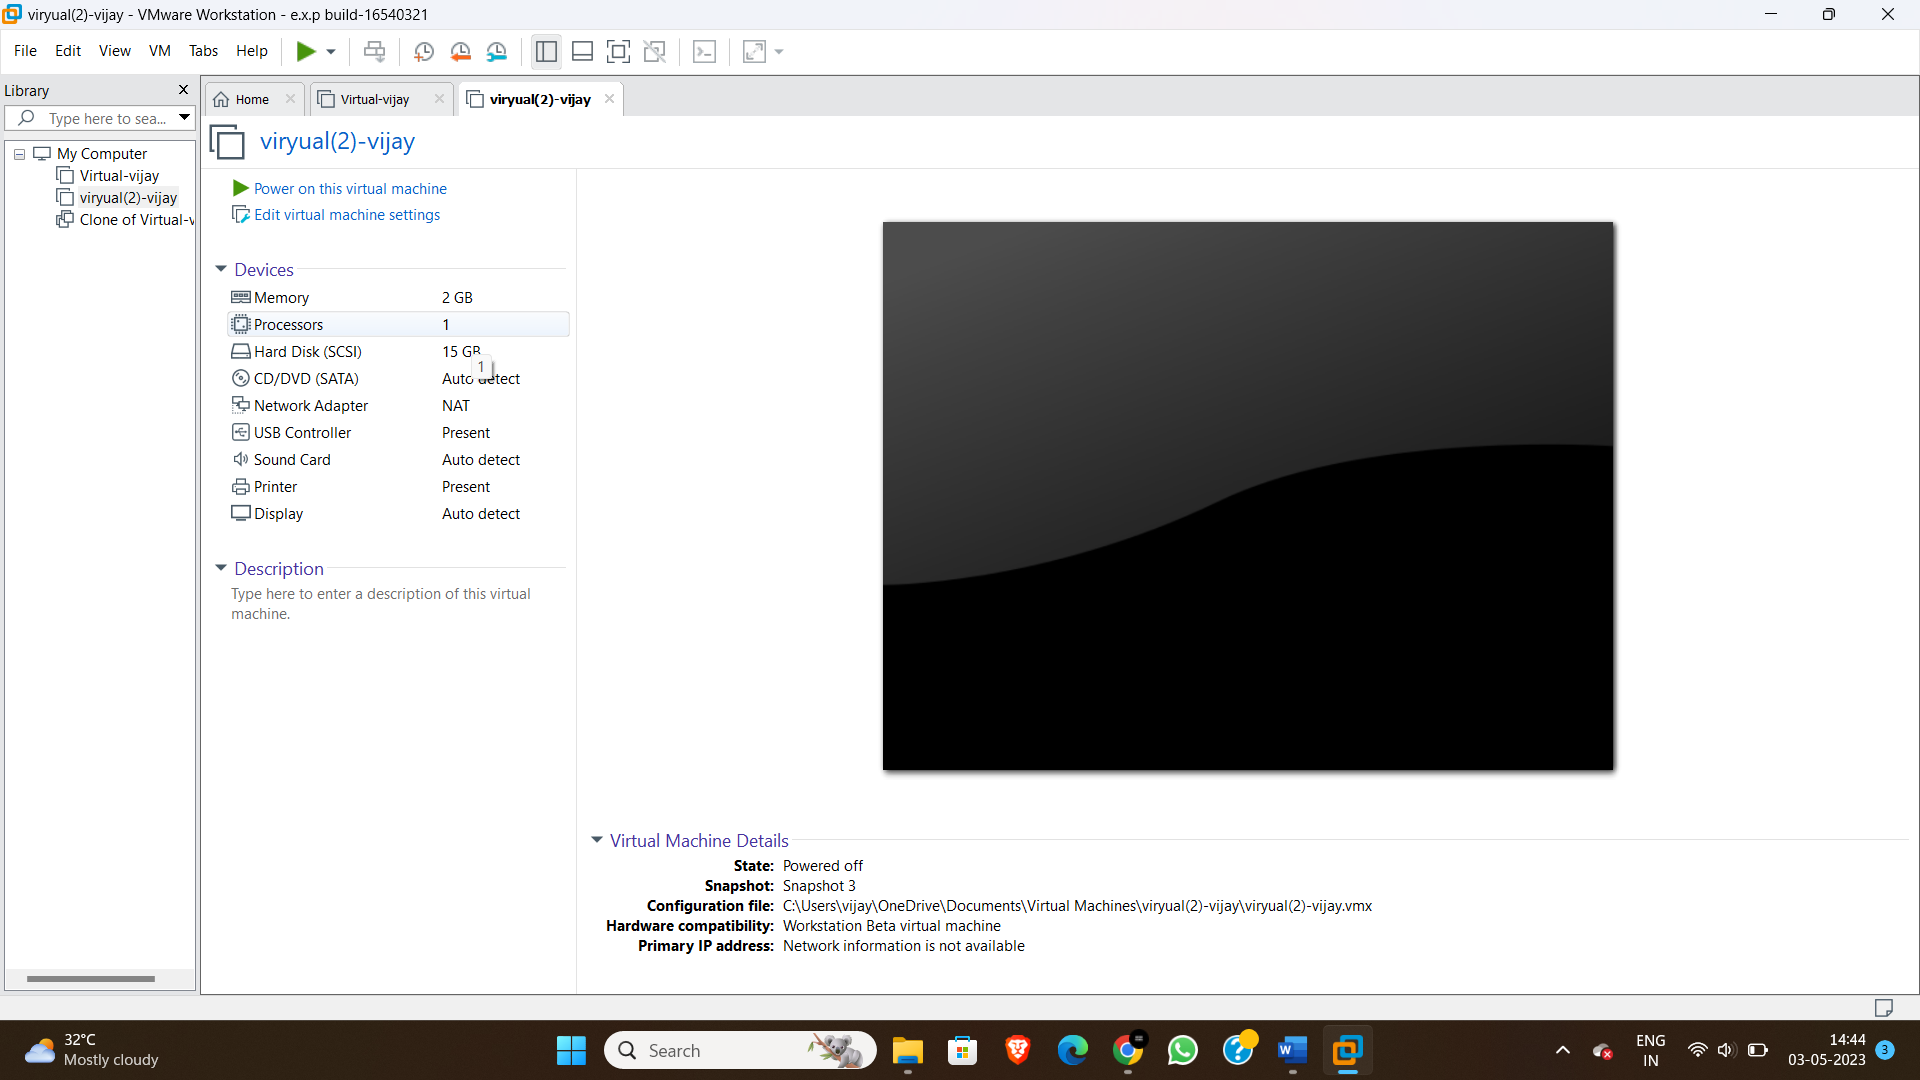 viryual(2)-vijay - VMware Workstation - e.x.p build-16540321
File Edit View VM Tabs Help
Library
Type here to sea...
Home
Virtual-vijay
viryual(2)-vijay
My Computer
Virtual-vijay
viryual(2)-vijay
Clone of Virtual-v
viryual(2)-vijay
Power on this virtual machine
Edit virtual machine settings
Devices
Memory 2 GB
Processors 1
Hard Disk (SCSI) 15 GB
1
CD/DVD (SATA) Auto detect
Network Adapter NAT
USB Controller Present
Sound Card Auto detect
Printer Present
Display Auto detect
Description
Type here to enter a description of this virtual
machine.
Virtual Machine Details
State: Powered off
Snapshot: Snapshot 3
Configuration file: C:\Users\vijay\OneDrive\Documents\Virtual Machines\viryual(2)-vijay\viryual(2)-vijay.vmx
Hardware compatibility: Workstation Beta virtual machine
Primary IP address: Network information is not available
32°C
Mostly cloudy
Search
ENG
IN
14:44
03-05-2023
3